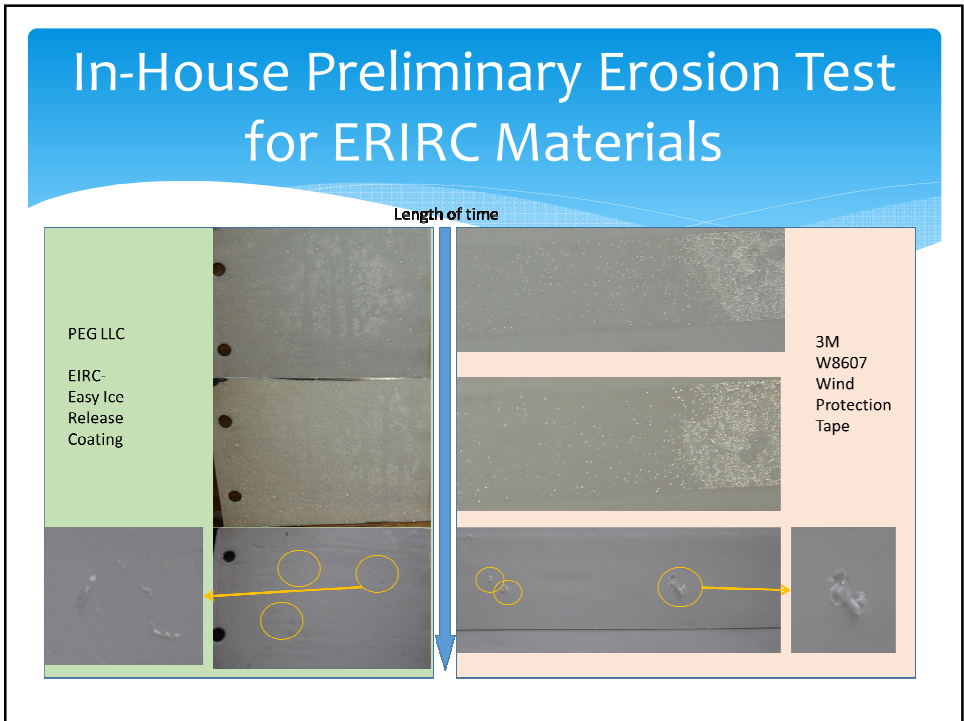 In-House Preliminary Erosion Test
for ERIRC Materials
Length of time
PEG LLC
EIRC-
Easy Ice
Release
Coating
3M
W8607
Wind
Protection
Tape